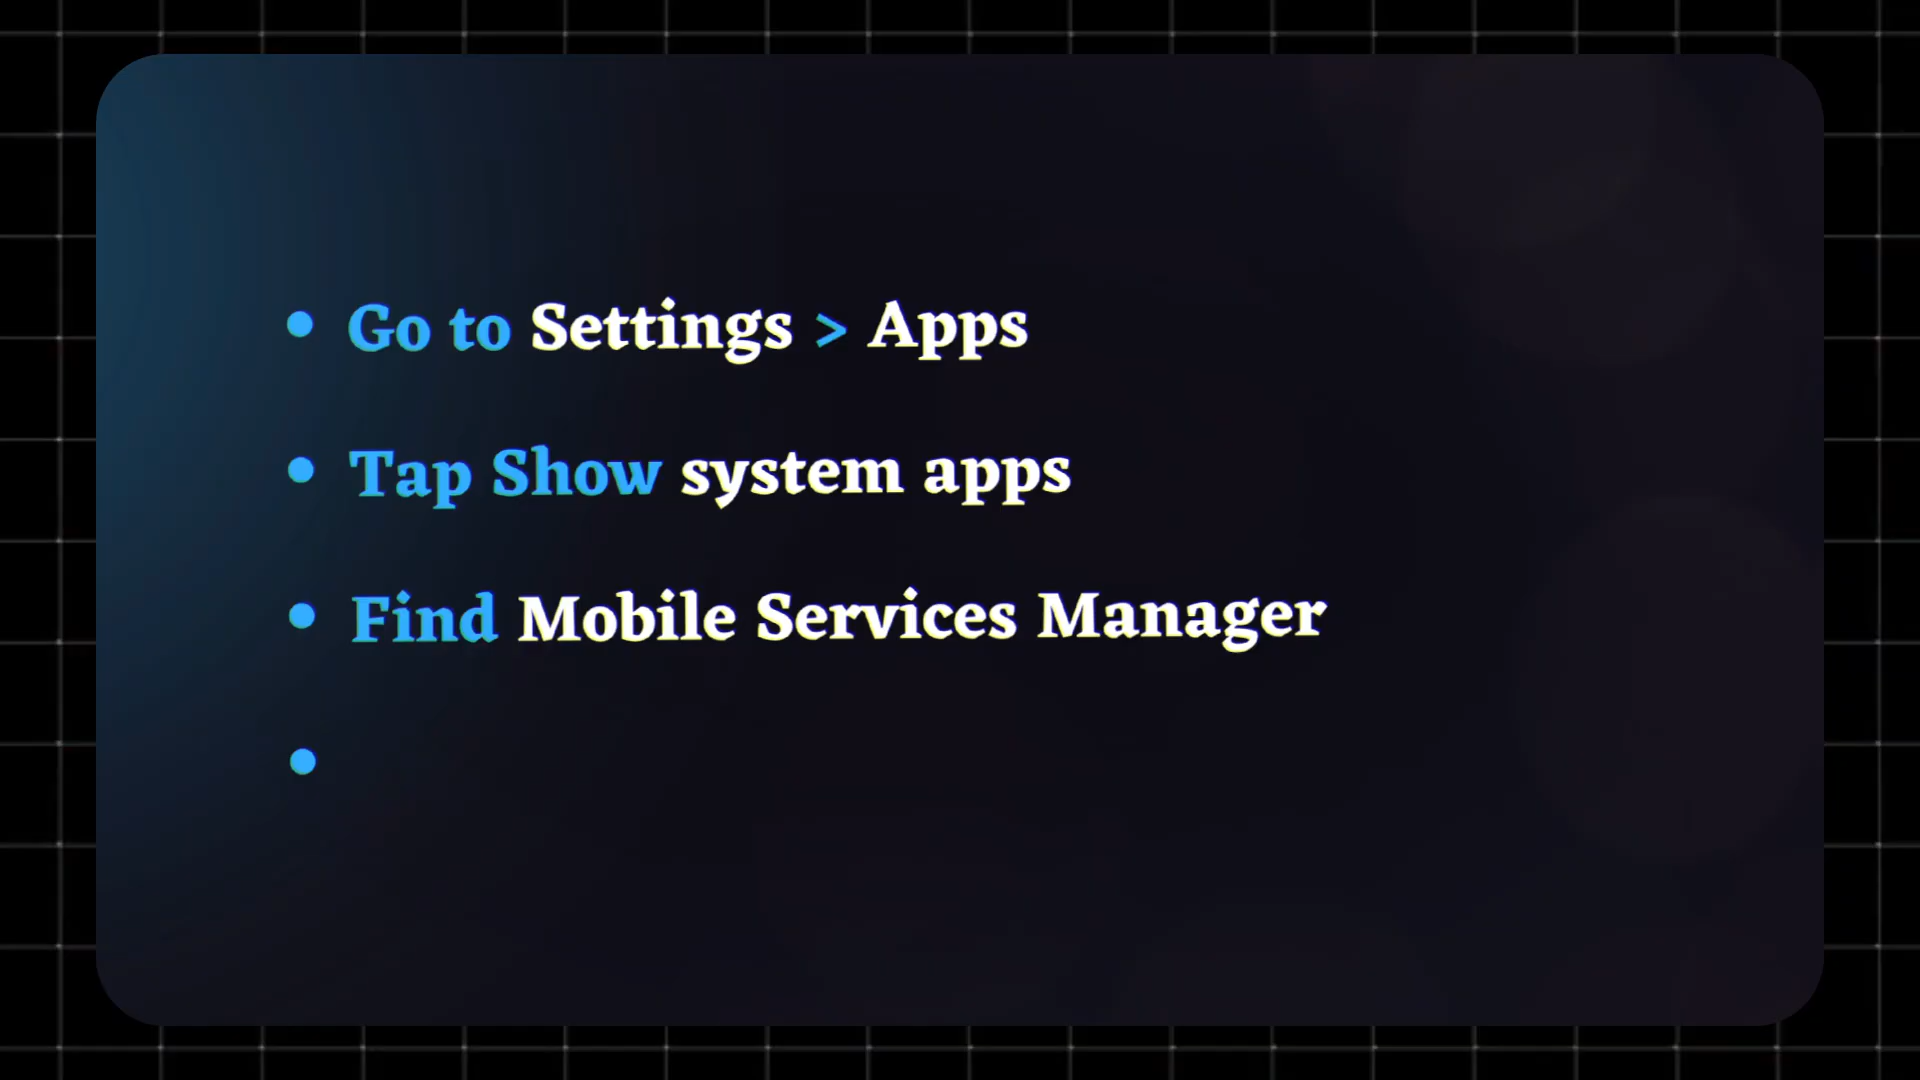 • Go to Settings > Apps
• Tap Show system apps
• Find Mobile Services Manager
•